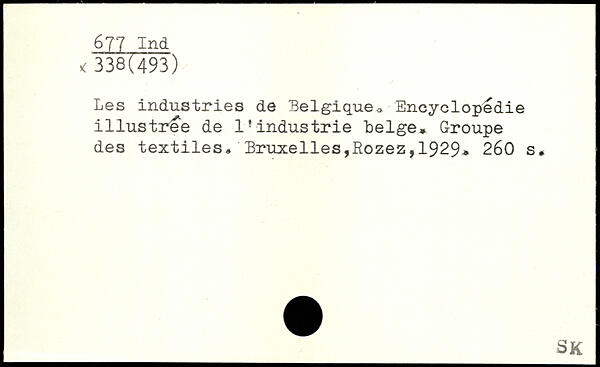 677 Ind
x 338(493)
Les industries de Belgique. Encyclopédie
illustrée de l'industrie belge. Groupe
des textiles. Bruxelles,Rozez,1929. 260 s.
SK